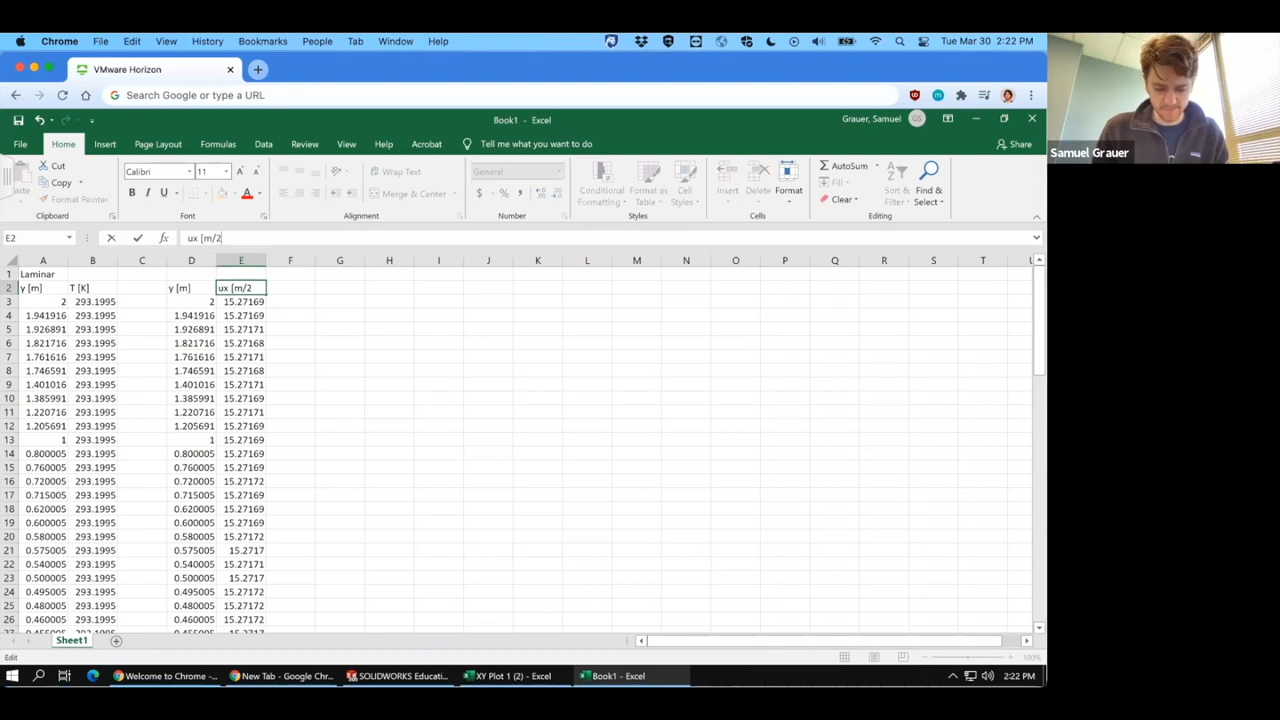 Chrome File Edit View History Bookmarks People Tab Window Help Tue Mar 30 2:22 PM
VMware Horizon
Search Google or type a URL
Book1 - Excel Grauer, Samuel GS
File Home Insert Page Layout Formulas Data Review View Help Acrobat Tell me what you want to do Share
Cut
Copy
Format Painter
Paste
Calibri 11
B I U
Wrap Text
Merge & Center
General
$ % ,
Conditional Formatting
Format as Table
Cell Styles
Insert Delete Format
AutoSum
Fill
Clear
Sort & Filter
Find & Select
Clipboard Font Alignment Number Styles Cells Editing
E2 fx ux [m/2
A B C D E F G H I J K L M N O P Q R S T
1 Laminar
2 y [m] T [K] y [m] ux [m/2
3 2 293.1995 2 15.27169
4 1.941916 293.1995 1.941916 15.27169
5 1.926891 293.1995 1.926891 15.27171
6 1.821716 293.1995 1.821716 15.27168
7 1.761616 293.1995 1.761616 15.27171
8 1.746591 293.1995 1.746591 15.27168
9 1.401016 293.1995 1.401016 15.27171
10 1.385991 293.1995 1.385991 15.27169
11 1.220716 293.1995 1.220716 15.27171
12 1.205691 293.1995 1.205691 15.27169
13 1 293.1995 1 15.27169
14 0.800005 293.1995 0.800005 15.27169
15 0.760005 293.1995 0.760005 15.27169
16 0.720005 293.1995 0.720005 15.27172
17 0.715005 293.1995 0.715005 15.27169
18 0.620005 293.1995 0.620005 15.27169
19 0.600005 293.1995 0.600005 15.27169
20 0.580005 293.1995 0.580005 15.27172
21 0.575005 293.1995 0.575005 15.2717
22 0.540005 293.1995 0.540005 15.27171
23 0.500005 293.1995 0.500005 15.2717
24 0.495005 293.1995 0.495005 15.27172
25 0.480005 293.1995 0.480005 15.27172
26 0.460005 293.1995 0.460005 15.27172
Sheet1
Edit 100%
Welcome to Chrome -... New Tab - Google Chr... SOLIDWORKS Educati... XY Plot 1 (2) - Excel Book1 - Excel 2:22 PM
Samuel Grauer